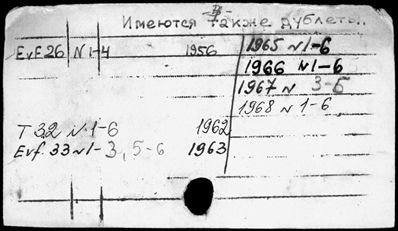 Имеются также дублеты.
EvF 26 N 1-4 1956
T 32 N. 1-6 1962
Evf. 33 N 1-3, 5-6 1963
1965 N 1-6
1966 N 1-6
1967 N 3-6
1968 N 1-6